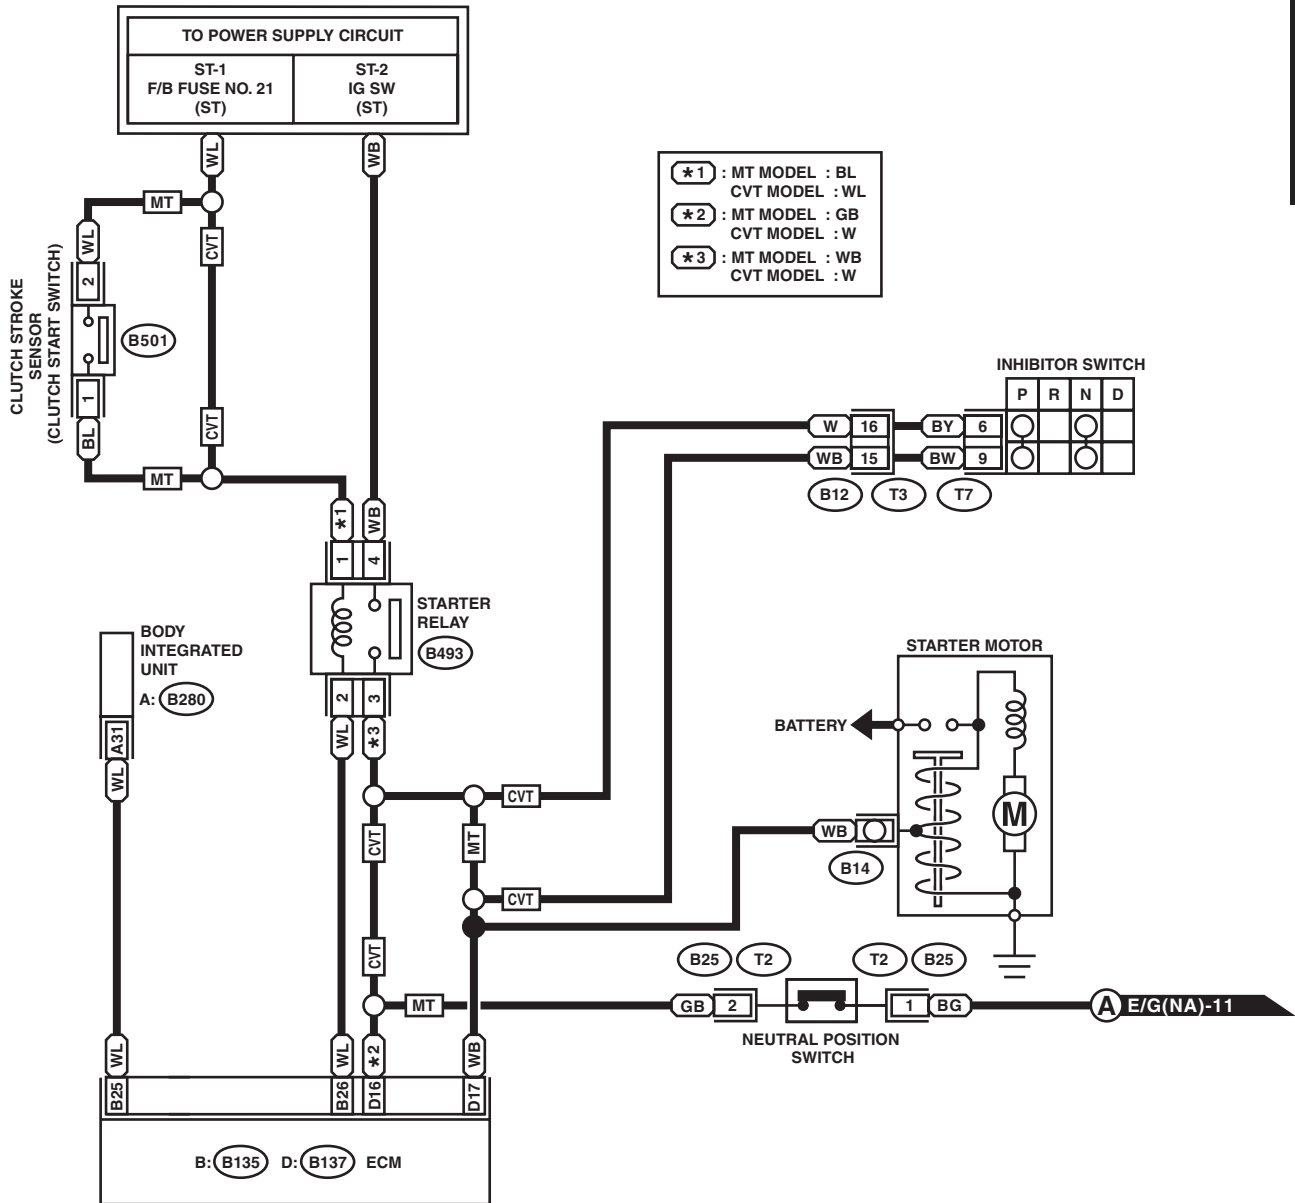 TO POWER SUPPLY CIRCUIT
ST-1
F/B FUSE NO. 21
(ST)
ST-2
IG SW
(ST)
WL
WB
*1 : MT MODEL : BL
CVT MODEL : WL
*2 : MT MODEL : GB
CVT MODEL : W
*3 : MT MODEL : WB
CVT MODEL : W
MT
CVT
WL
2
CLUTCH STROKE
SENSOR
(CLUTCH START SWITCH)
B501
1
BL
CVT
MT
INHIBITOR SWITCH
P R N D
W 16 BY 6
WB 15 BW 9
B12 T3 T7
*1 WB
1 4
STARTER
RELAY
B493
2 3
WL *3
BODY
INTEGRATED
UNIT
A: B280
A31
WL
STARTER MOTOR
BATTERY
M
WB
B14
CVT
CVT
MT
CVT
CVT
B25 T2 T2 B25
MT
GB 2
1 BG
A E/G(NA)-11
NEUTRAL POSITION
SWITCH
WL WL *2 WB
B25 B26 D16 D17
B: B135 D: B137 ECM